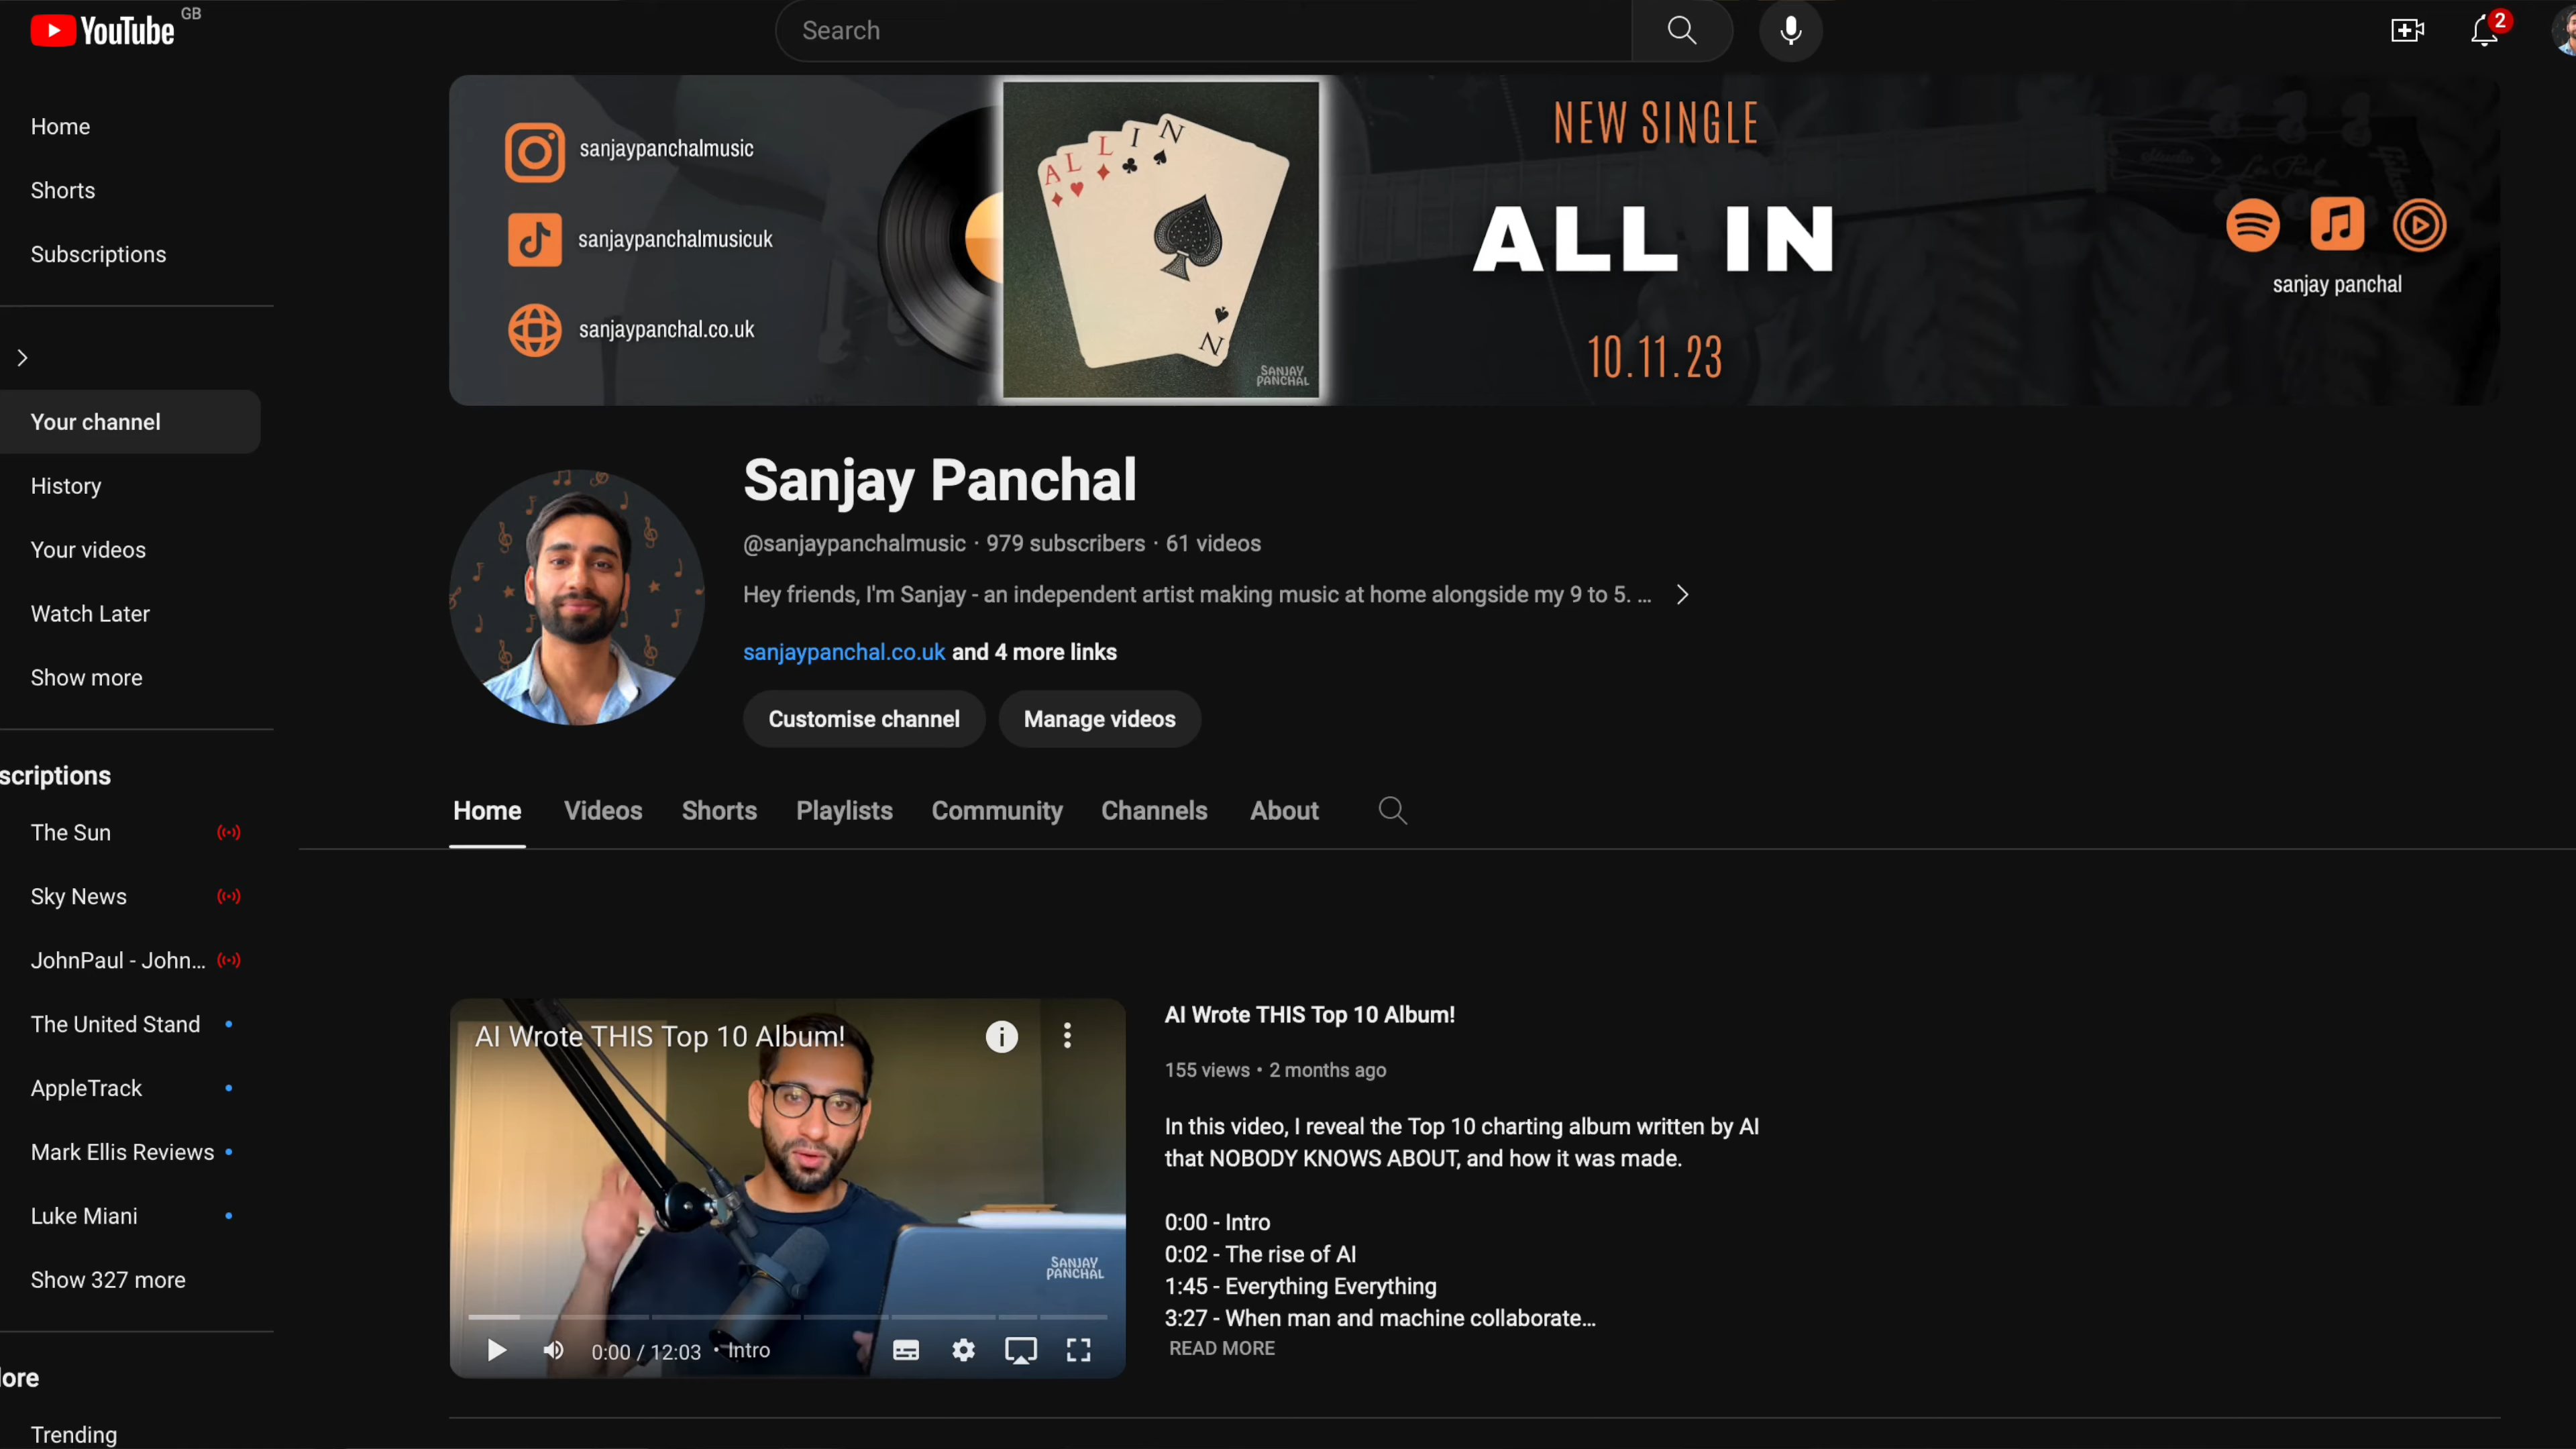 YouTube GB
Search
2
Home
Shorts
Subscriptions
Your channel
History
Your videos
Watch Later
Show more
scriptions
The Sun
Sky News
JohnPaul - John...
The United Stand
AppleTrack
Mark Ellis Reviews
Luke Miani
Show 327 more
lore
Trending
sanjaypanchalmusic
sanjaypanchalmusicuk
sanjaypanchal.co.uk
A L L I N
N
SANJAY
PANCHAL
NEW SINGLE
ALL IN
10.11.23
Studio Les Paul Gibson
sanjay panchal
Sanjay Panchal
@sanjaypanchalmusic · 979 subscribers · 61 videos
Hey friends, I'm Sanjay - an independent artist making music at home alongside my 9 to 5. ...
sanjaypanchal.co.uk and 4 more links
Customise channel Manage videos
Home Videos Shorts Playlists Community Channels About
AI Wrote THIS Top 10 Album!
SANJAY
PANCHAL
0:00 / 12:03 • Intro
AI Wrote THIS Top 10 Album!
155 views • 2 months ago
In this video, I reveal the Top 10 charting album written by AI
that NOBODY KNOWS ABOUT, and how it was made.
0:00 - Intro
0:02 - The rise of AI
1:45 - Everything Everything
3:27 - When man and machine collaborate...
READ MORE